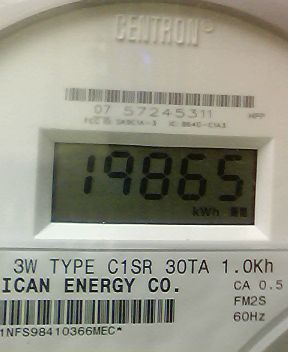 CENTRON®
07 57245311
19865
kWh
3W TYPE C1SR 30TA 1.0Kh
ICAN ENERGY CO.
CA 0.5
FM2S
60Hz
1NFS98410366MEC*